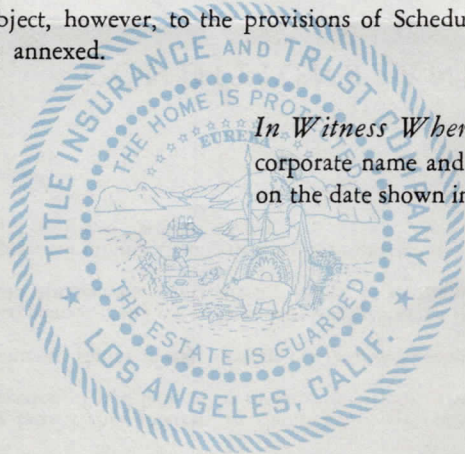 bject, however, to the provisions of Schedu
annexed.
In Witness Wher
corporate name and
on the date shown in
TITLE INSURANCE AND TRUST COMPANY
THE HOME IS PROTECTED
EUREKA
THE ESTATE IS GUARDED
LOS ANGELES, CALIF.